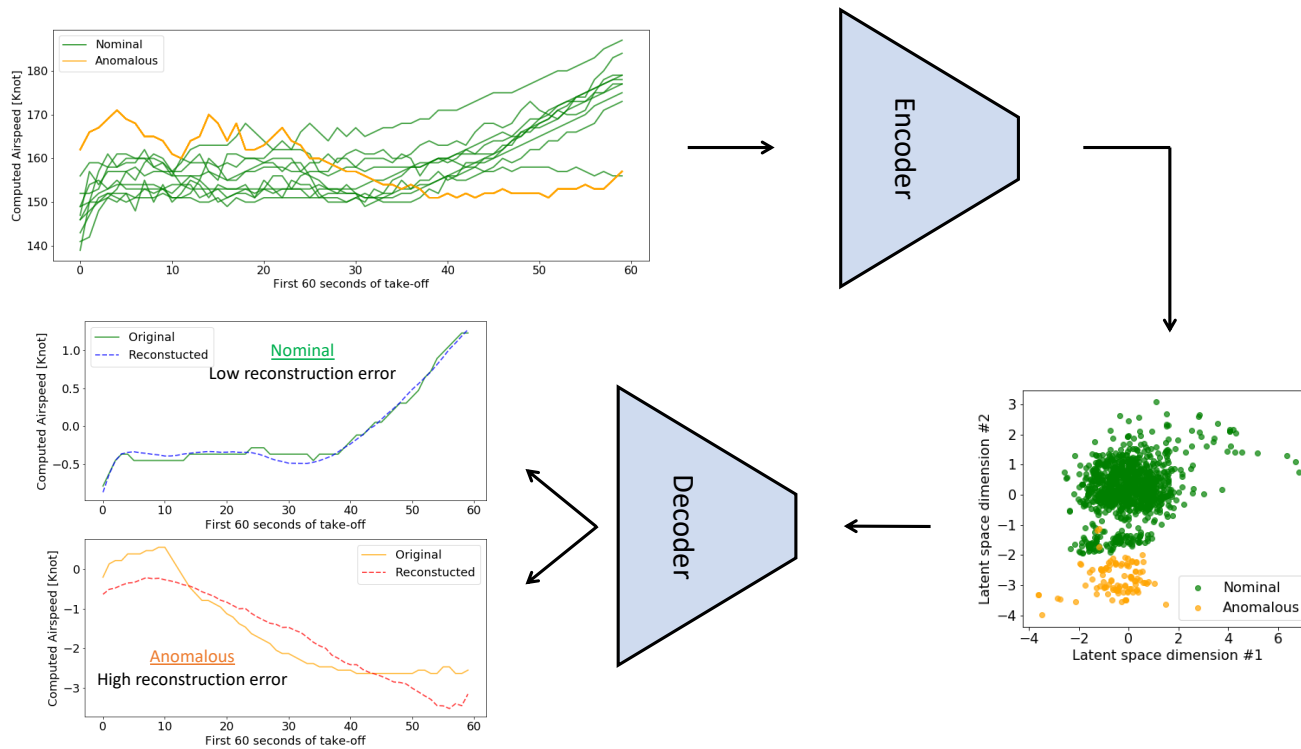 Nominal
Anomalous
Computed Airspeed [Knot]
180
170
160
150
140
0 10 20 30 40 50 60
First 60 seconds of take-off
Encoder
Original
Reconstucted
Nominal
Low reconstruction error
Computed Airspeed [Knot]
1.0
0.5
0.0
−0.5
0 10 20 30 40 50 60
First 60 seconds of take-off
Original
Reconstucted
Anomalous
High reconstruction error
Computed Airspeed [Knot]
0
−1
−2
−3
0 10 20 30 40 50 60
First 60 seconds of take-off
Decoder
Latent space dimension #2
3
2
1
0
−1
−2
−3
−4
Nominal
Anomalous
−4 −2 0 2 4 6
Latent space dimension #1